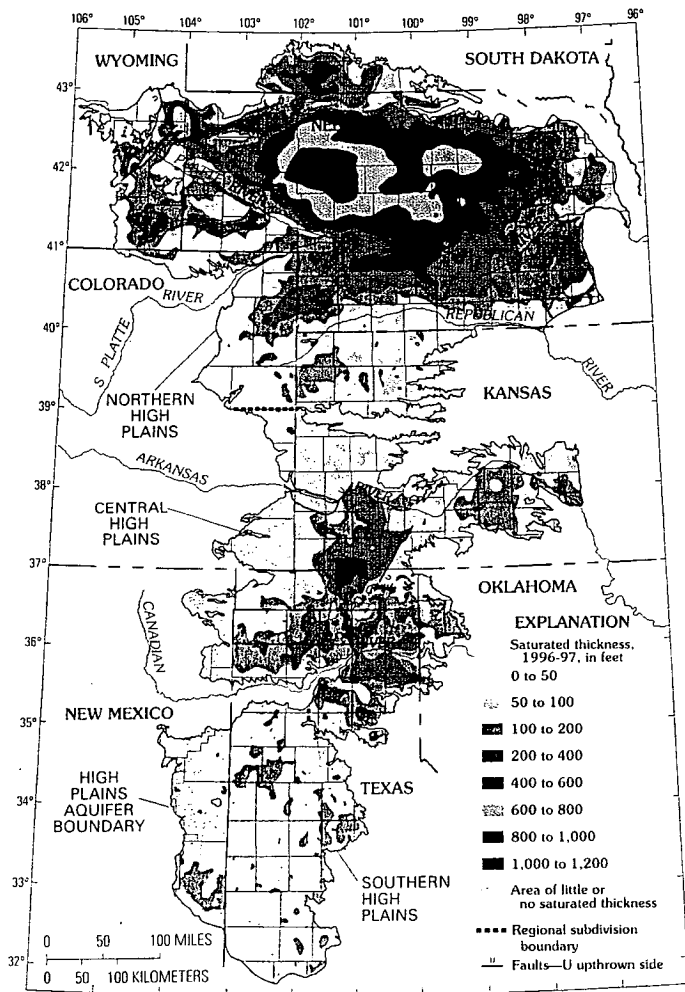 106° 105° 104° 103° 102° 101° 100° 99° 98° 97° 96°
WYOMING
SOUTH DAKOTA
43°
42°
41°
COLORADO
RIVER
REPUBLICAN
40°
S PLATTE
RIVER
KANSAS
39°
NORTHERN
HIGH
PLAINS
ARKANSAS
RIVER
38°
CENTRAL
HIGH
PLAINS
37°
OKLAHOMA
CANADIAN
36°
35°
NEW MEXICO
TEXAS
34°
HIGH
PLAINS
AQUIFER
BOUNDARY
33°
SOUTHERN
HIGH
PLAINS
32°
0 50 100 MILES
0 50 100 KILOMETERS
EXPLANATION
Saturated thickness,
1996-97, in feet
0 to 50
50 to 100
100 to 200
200 to 400
400 to 600
600 to 800
800 to 1,000
1,000 to 1,200
Area of little or
no saturated thickness
Regional subdivision
boundary
U
Faults—U upthrown side